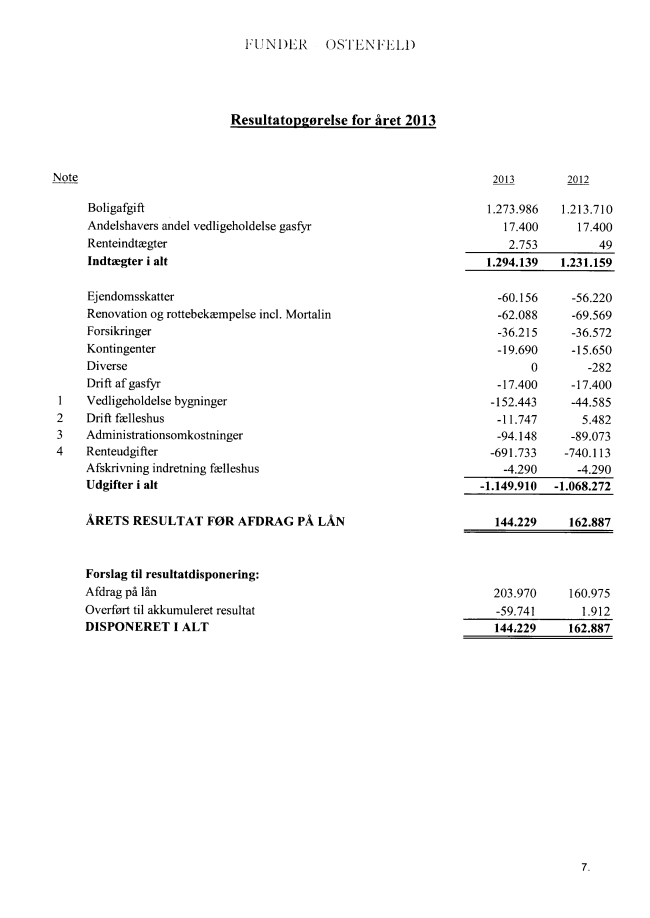 FUNDER OSTENFELD
Resultatopgørelse for året 2013
Note 2013 2012
Boligafgift 1.273.986 1.213.710
Andelshavers andel vedligeholdelse gasfyr 17.400 17.400
Renteindtægter 2.753 49
Indtægter i alt 1.294.139 1.231.159
Ejendomsskatter -60.156 -56.220
Renovation og rottebekæmpelse incl. Mortalin -62.088 -69.569
Forsikringer -36.215 -36.572
Kontingenter -19.690 -15.650
Diverse 0 -282
Drift af gasfyr -17.400 -17.400
1 Vedligeholdelse bygninger -152.443 -44.585
2 Drift fælleshus -11.747 5.482
3 Administrationsomkostninger -94.148 -89.073
4 Renteudgifter -691.733 -740.113
Afskrivning indretning fælleshus -4.290 -4.290
Udgifter i alt -1.149.910 -1.068.272
ÅRETS RESULTAT FØR AFDRAG PÅ LÅN 144.229 162.887
Forslag til resultatdisponering:
Afdrag på lån 203.970 160.975
Overført til akkumuleret resultat -59.741 1.912
DISPONERET I ALT 144.229 162.887
7.